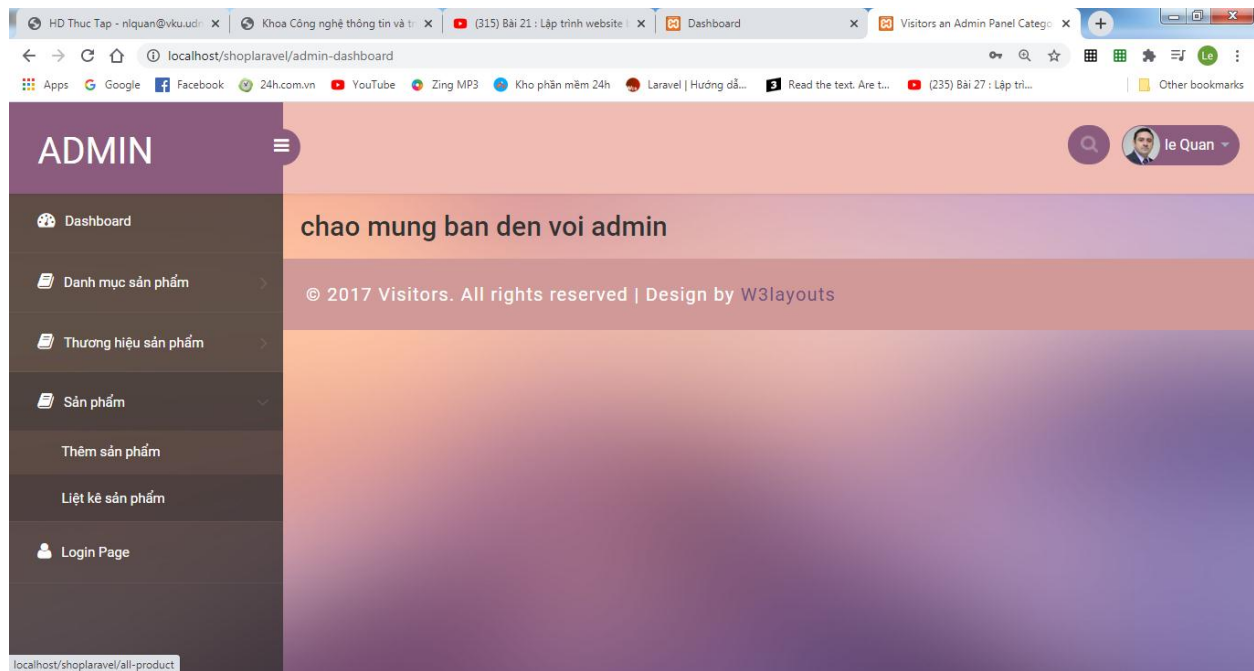 HD Thuc Tap - nlquan@vku.udn
Khoa Công nghệ thông tin và tr
(315) Bài 21 : Lập trình website
Dashboard
Visitors an Admin Panel Catego
localhost/shoplaravel/admin-dashboard
Le
Apps Google Facebook 24h.com.vn YouTube Zing MP3 Kho phần mềm 24h Laravel | Hướng dẫ... Read the text. Are t... (235) Bài 27 : Lập trì... Other bookmarks
ADMIN
le Quan
Dashboard
chao mung ban den voi admin
Danh mục sản phẩm
© 2017 Visitors. All rights reserved | Design by W3layouts
Thương hiệu sản phẩm
Sản phẩm
Thêm sản phẩm
Liệt kê sản phẩm
Login Page
localhost/shoplaravel/all-product